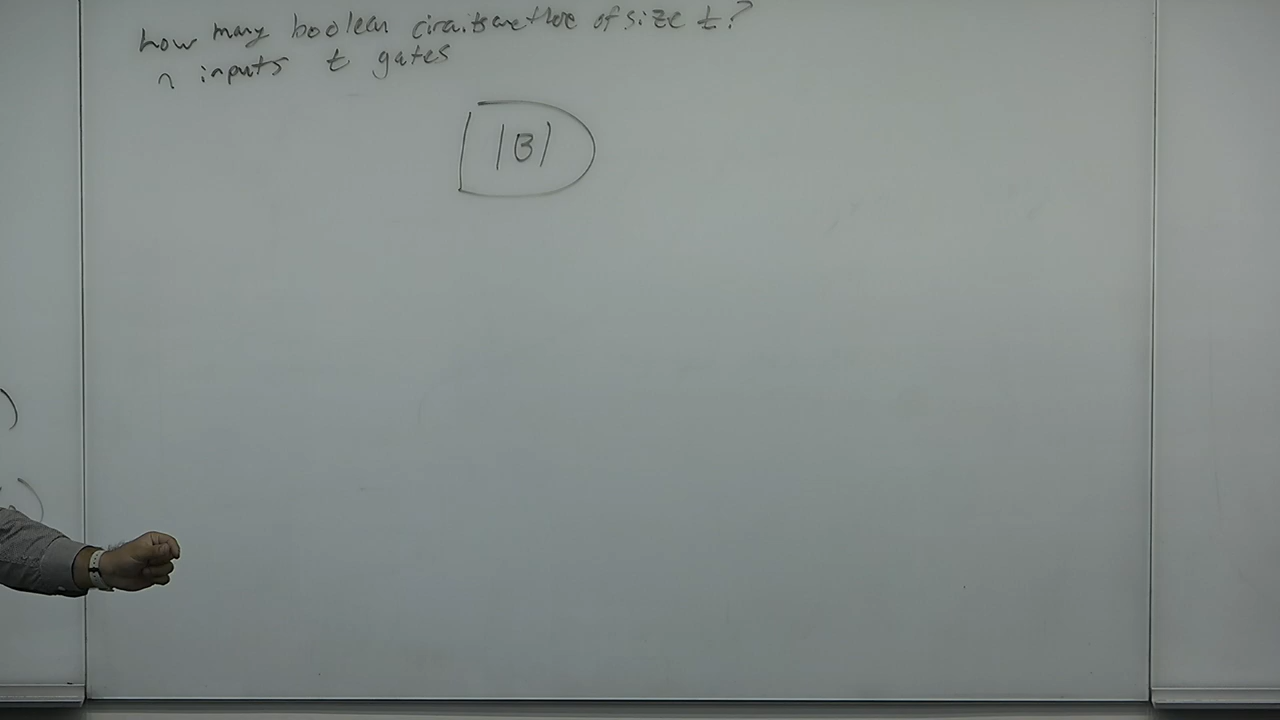 how many boolean circuits are there of size t?
n inputs t gates
|B|